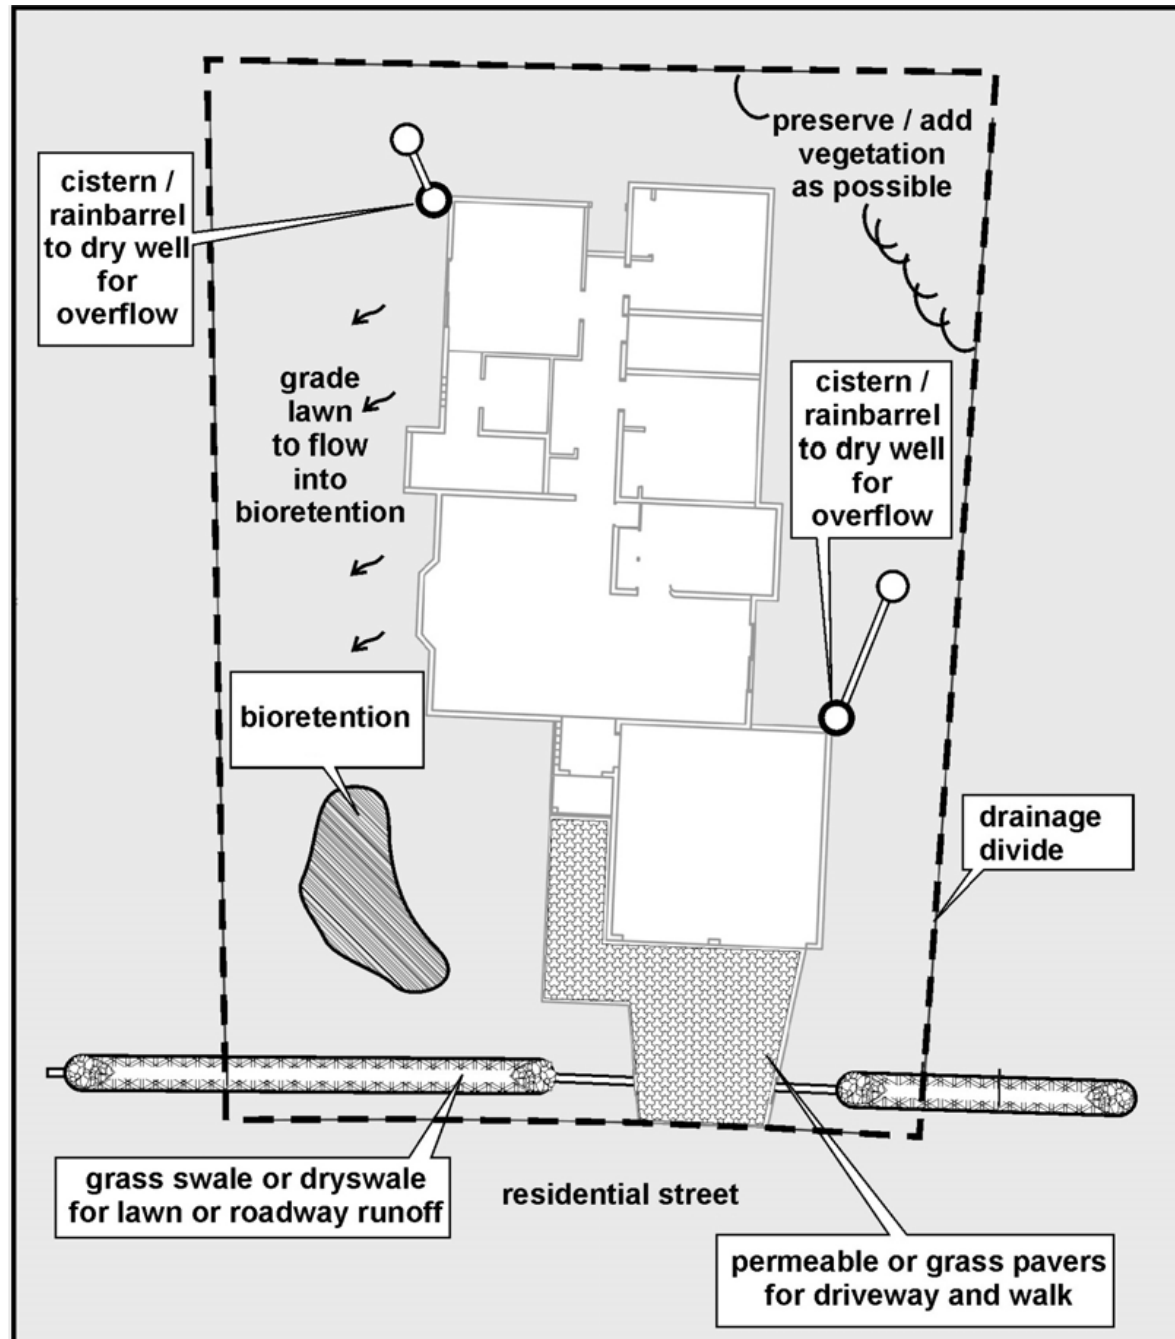 preserve / add
vegetation
as possible
cistern /
rainbarrel
to dry well
for
overflow
grade
lawn
to flow
into
bioretention
cistern /
rainbarrel
to dry well
for
overflow
bioretention
drainage
divide
grass swale or dryswale
for lawn or roadway runoff
residential street
permeable or grass pavers
for driveway and walk